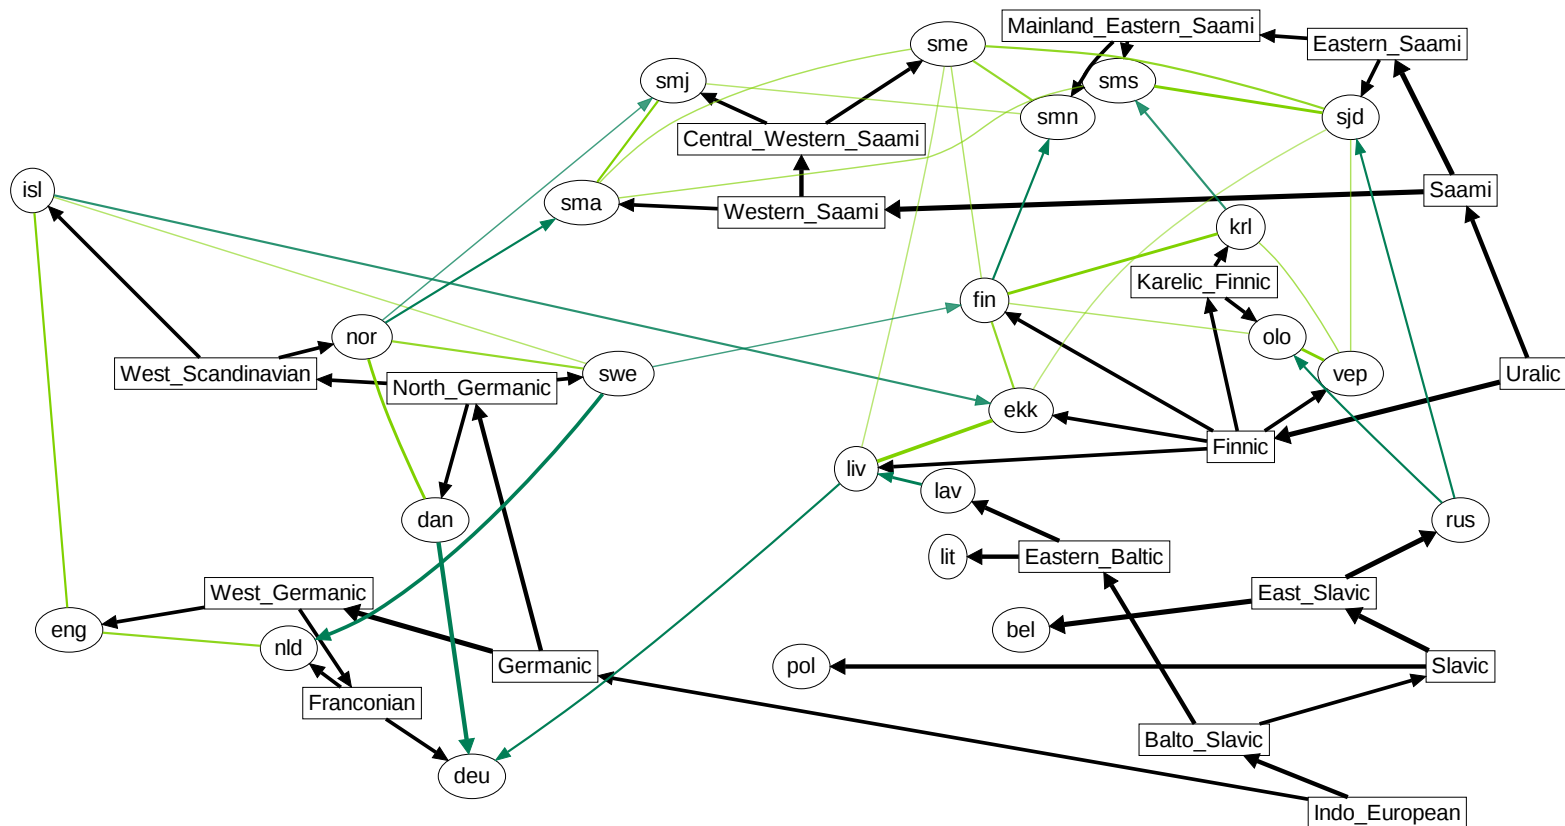 Mainland_Eastern_Saami
sme
Eastern_Saami
smj
sms
smn
sjd
Central_Western_Saami
isl
Saami
sma
Western_Saami
krl
Karelic_Finnic
fin
nor
olo
West_Scandinavian
swe
vep
Uralic
North_Germanic
ekk
Finnic
liv
lav
dan
rus
lit
Eastern_Baltic
West_Germanic
East_Slavic
eng
bel
nld
Germanic
pol
Slavic
Franconian
Balto_Slavic
deu
Indo_European